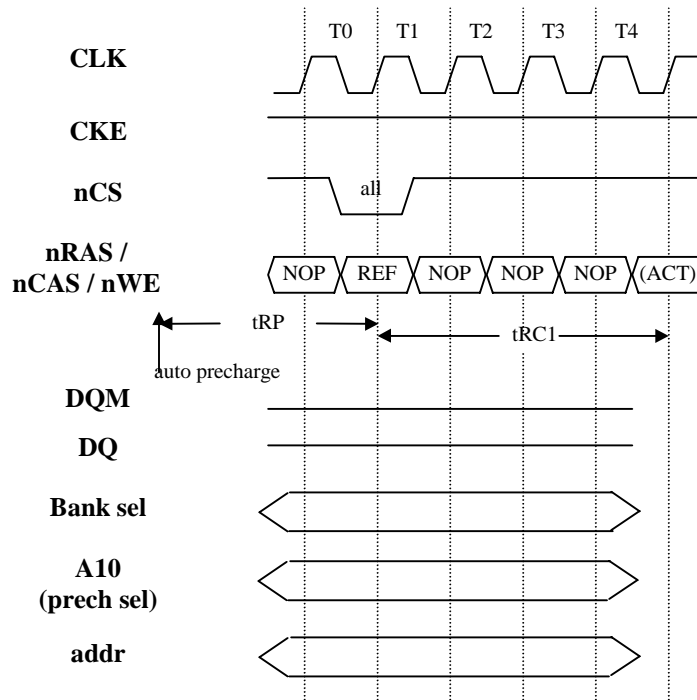 T0 T1 T2 T3 T4
CLK
CKE
nCS
all
nRAS /
nCAS / nWE
NOP REF NOP NOP NOP (ACT)
tRP
tRC1
auto precharge
DQM
DQ
Bank sel
A10
(prech sel)
addr